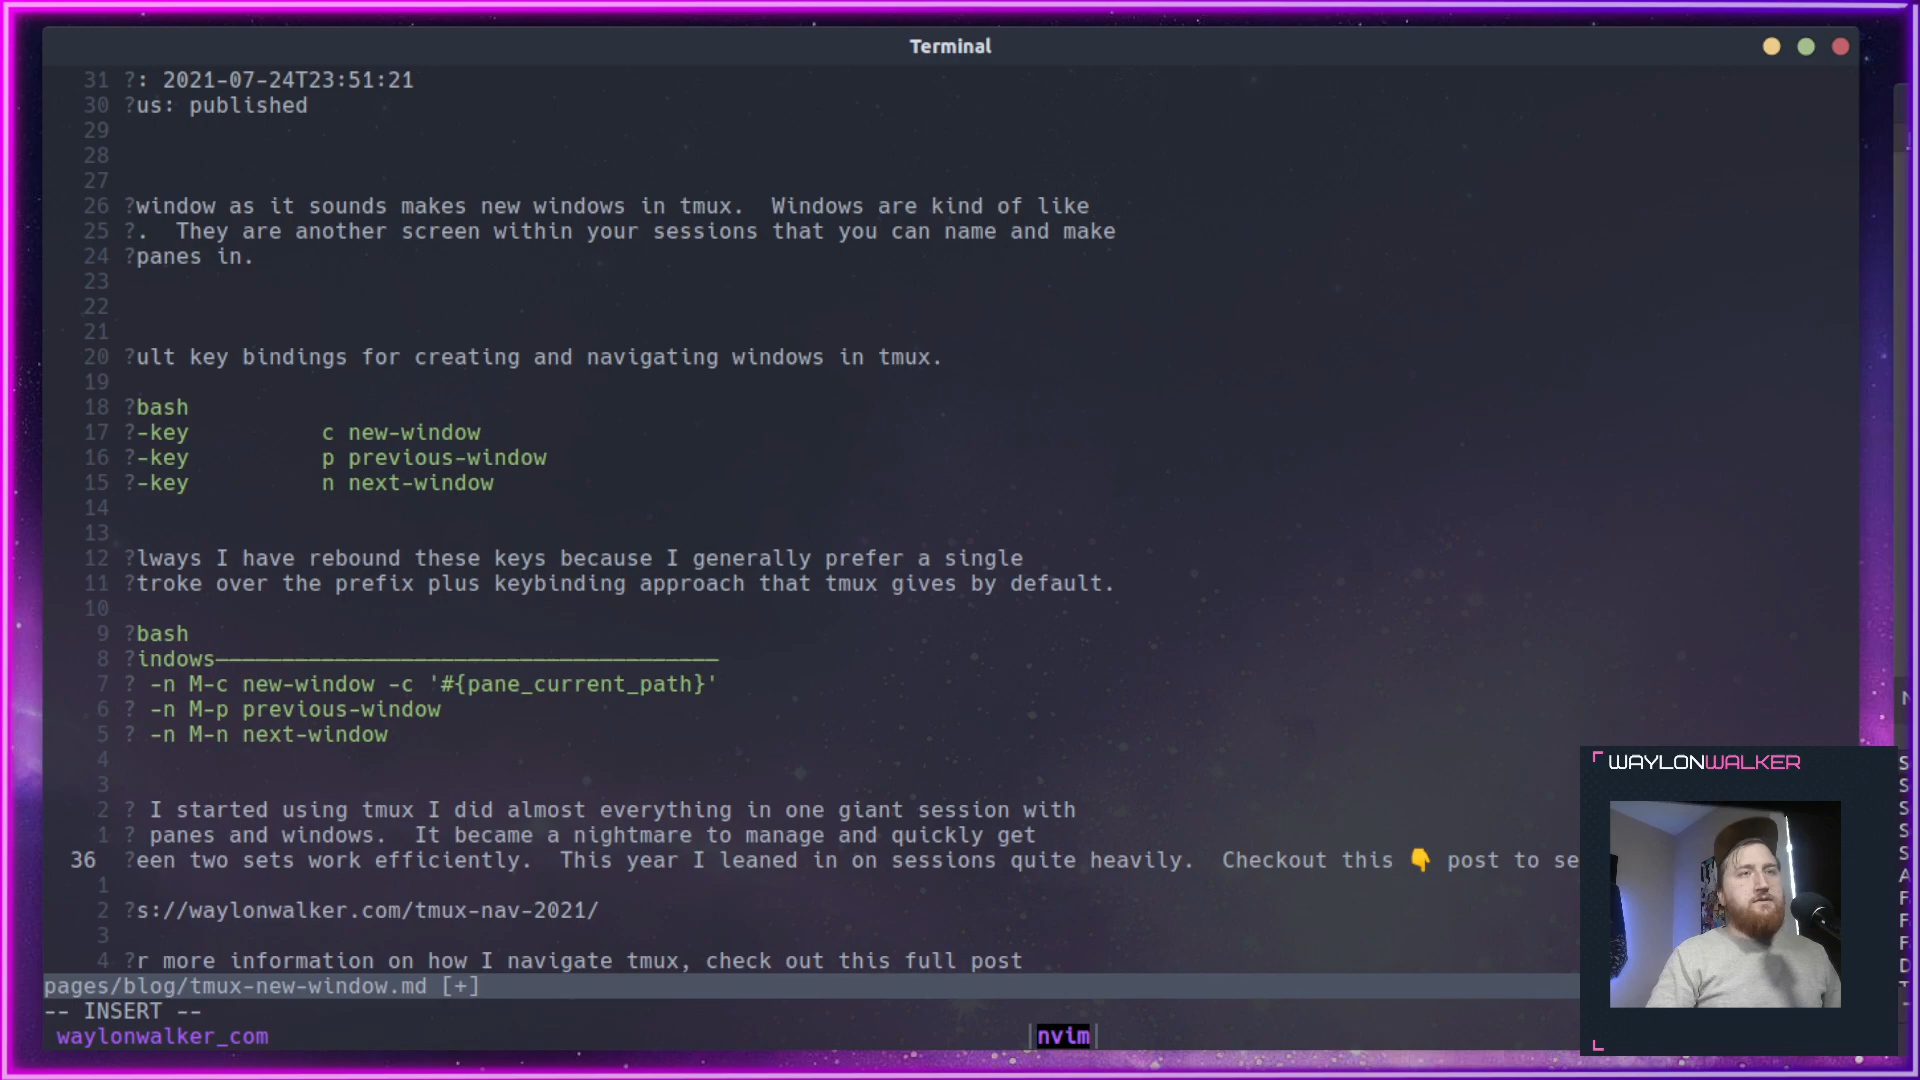 Terminal
31 ?: 2021-07-24T23:51:21
30 ?us: published
29
28
27
26 ?window as it sounds makes new windows in tmux.  Windows are kind of like
25 ?.  They are another screen within your sessions that you can name and make
24 ?panes in.
23
22
21
20 ?ult key bindings for creating and navigating windows in tmux.
19
18 ?bash
17 ?-key          c new-window
16 ?-key          p previous-window
15 ?-key          n next-window
14
13
12 ?lways I have rebound these keys because I generally prefer a single
11 ?troke over the prefix plus keybinding approach that tmux gives by default.
10
9 ?bash
8 ?indows──────────────────────────────────────
7 ? -n M-c new-window -c '#{pane_current_path}'
6 ? -n M-p previous-window
5 ? -n M-n next-window
4
3
2 ? I started using tmux I did almost everything in one giant session with
1 ? panes and windows.  It became a nightmare to manage and quickly get
36 ?een two sets work efficiently.  This year I leaned in on sessions quite heavily.  Checkout this 👇 post to se
1
2 ?s://waylonwalker.com/tmux-nav-2021/
3
4 ?r more information on how I navigate tmux, check out this full post
pages/blog/tmux-new-window.md [+]
-- INSERT --
waylonwalker_com |nvim|
WAYLONWALKER